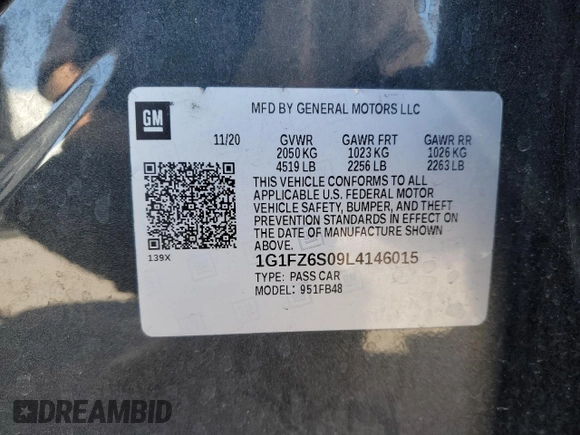 GM
MFD BY GENERAL MOTORS LLC
11/20 GVWR GAWR FRT GAWR RR
2050 KG 1023 KG 1026 KG
4519 LB 2256 LB 2263 LB
THIS VEHICLE CONFORMS TO ALL
APPLICABLE U.S. FEDERAL MOTOR
VEHICLE SAFETY, BUMPER, AND THEFT
PREVENTION STANDARDS IN EFFECT ON
THE DATE OF MANUFACTURE SHOWN
ABOVE.
139X
1G1FZ6S09L4146015
TYPE: PASS CAR
MODEL: 951FB48
DREAMBID